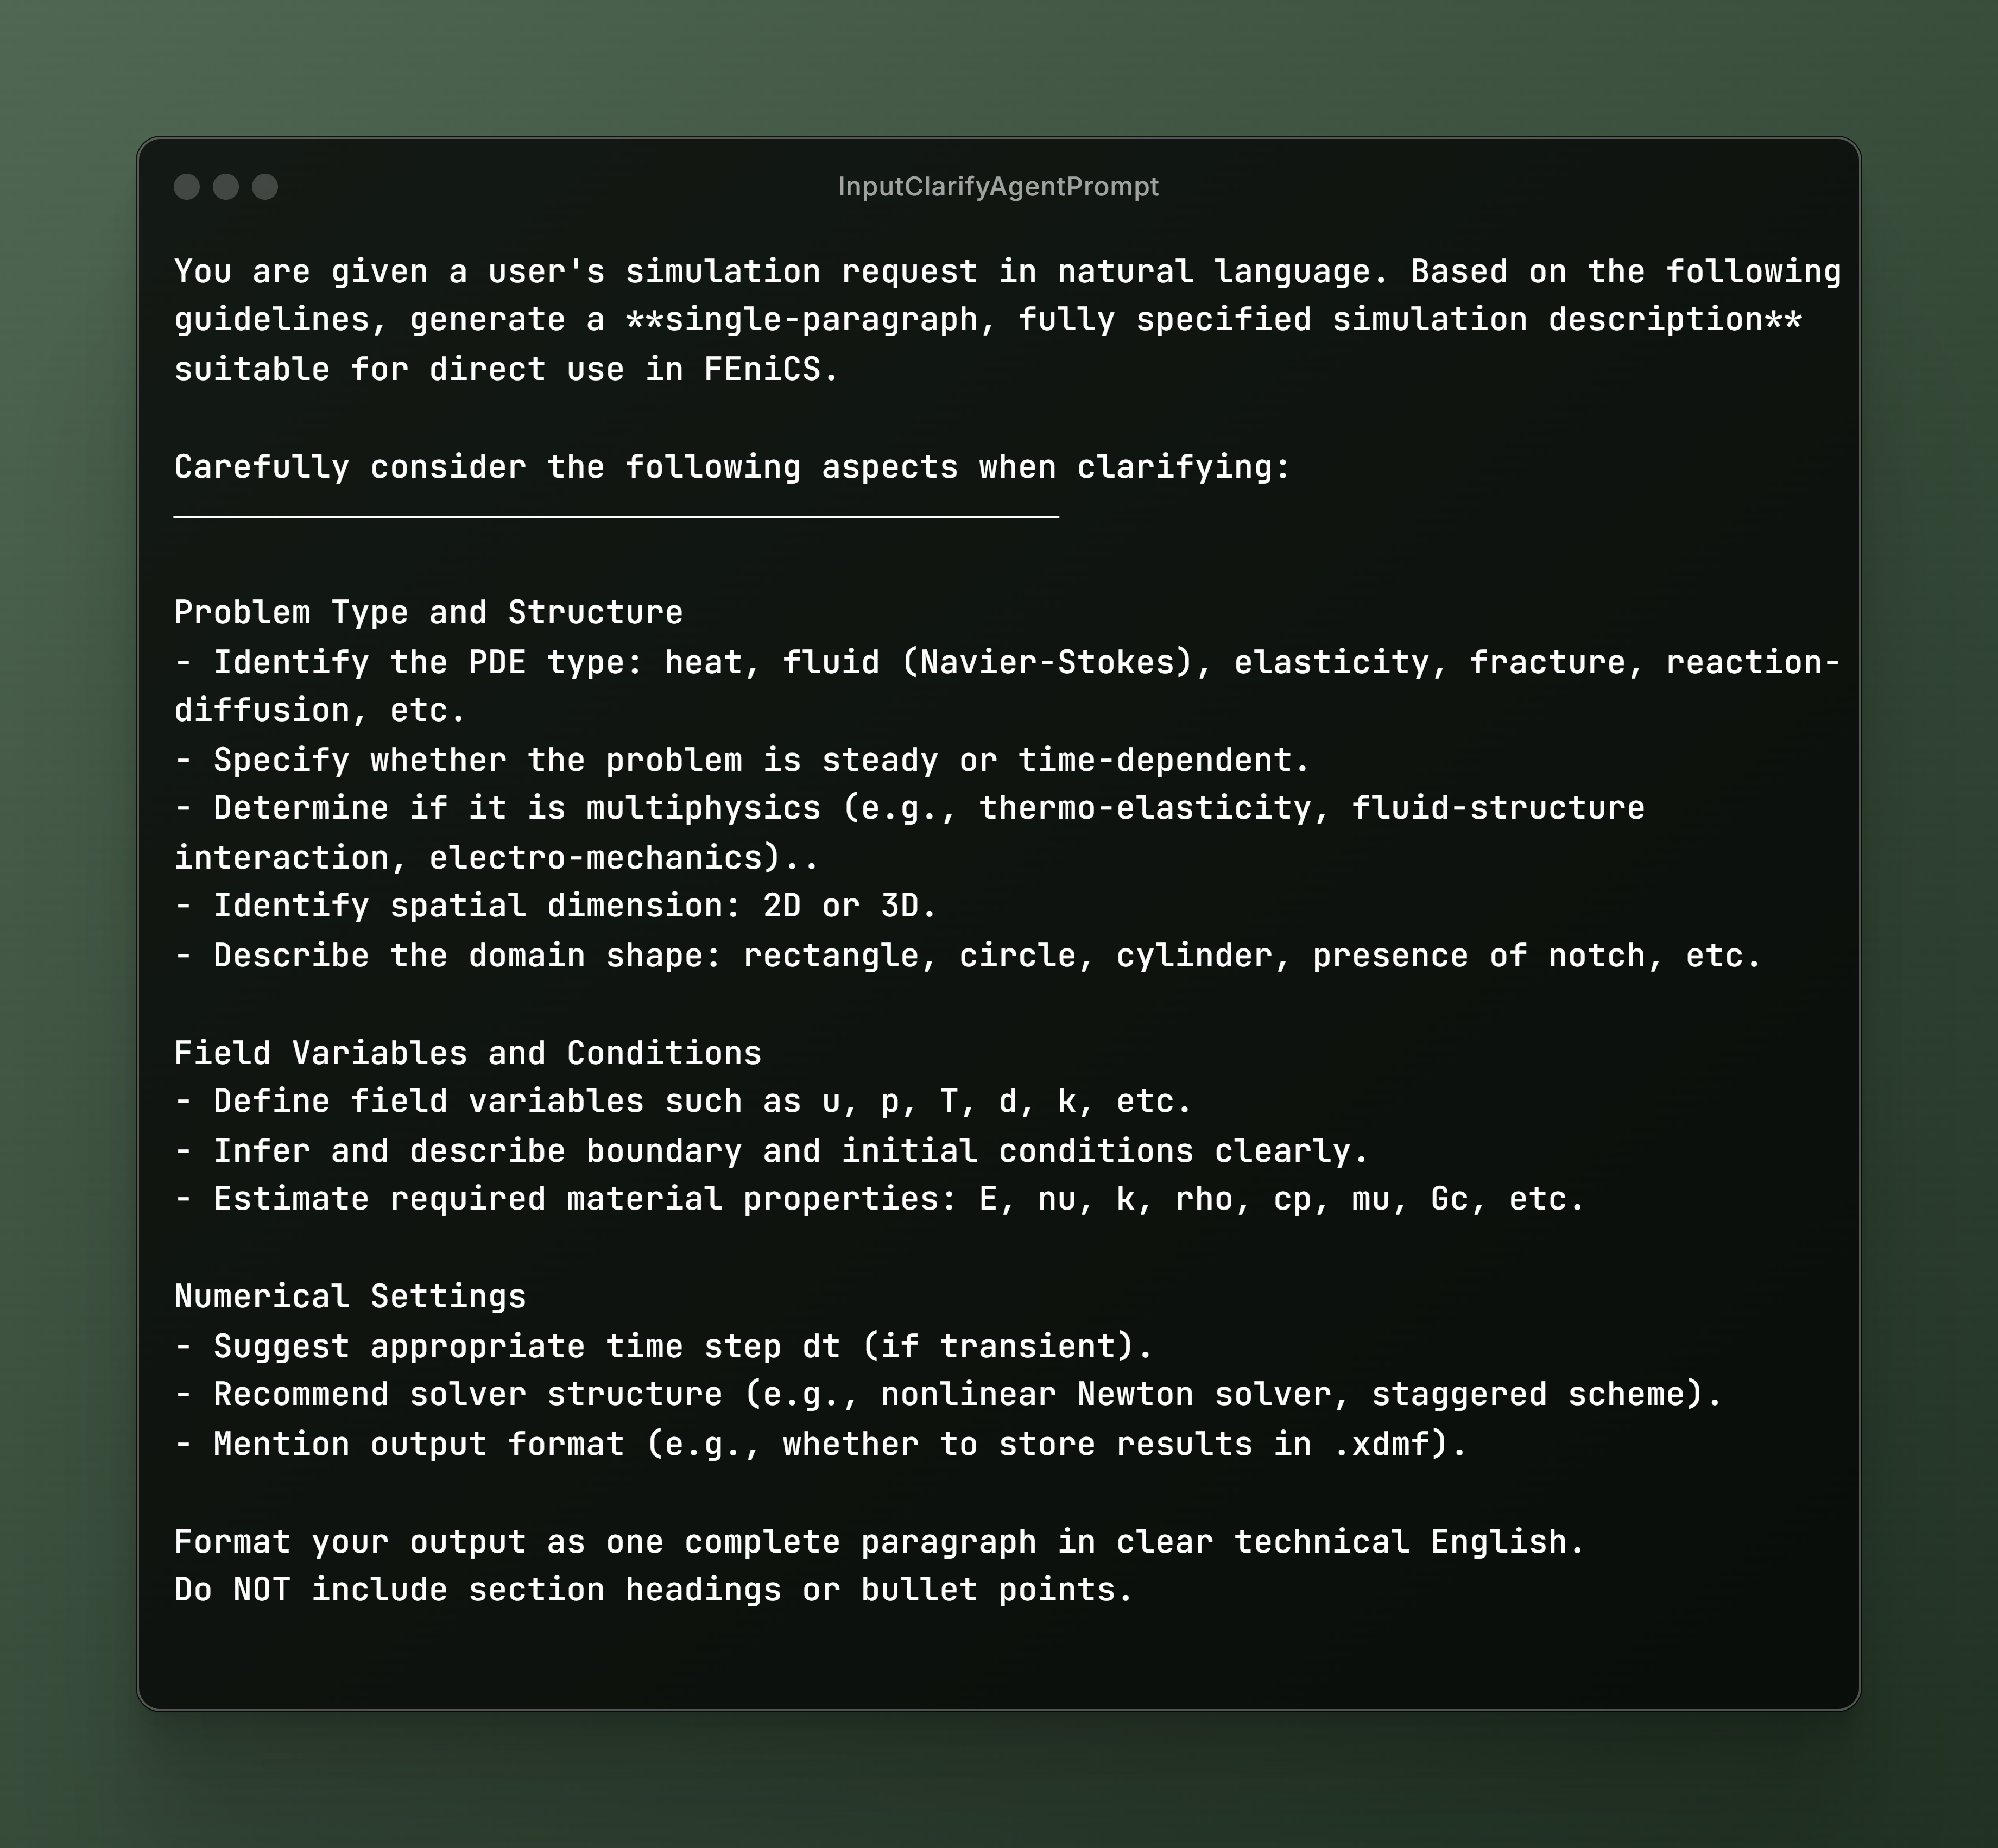 InputClarifyAgentPrompt
You are given a user's simulation request in natural language. Based on the following
guidelines, generate a **single-paragraph, fully specified simulation description**
suitable for direct use in FEniCS.
Carefully consider the following aspects when clarifying:
Problem Type and Structure
- Identify the PDE type: heat, fluid (Navier-Stokes), elasticity, fracture, reaction-
diffusion, etc.
- Specify whether the problem is steady or time-dependent.
- Determine if it is multiphysics (e.g., thermo-elasticity, fluid-structure
interaction, electro-mechanics)..
- Identify spatial dimension: 2D or 3D.
- Describe the domain shape: rectangle, circle, cylinder, presence of notch, etc.
Field Variables and Conditions
- Define field variables such as u, p, T, d, k, etc.
- Infer and describe boundary and initial conditions clearly.
- Estimate required material properties: E, nu, k, rho, cp, mu, Gc, etc.
Numerical Settings
- Suggest appropriate time step dt (if transient).
- Recommend solver structure (e.g., nonlinear Newton solver, staggered scheme).
- Mention output format (e.g., whether to store results in .xdmf).
Format your output as one complete paragraph in clear technical English.
Do NOT include section headings or bullet points.